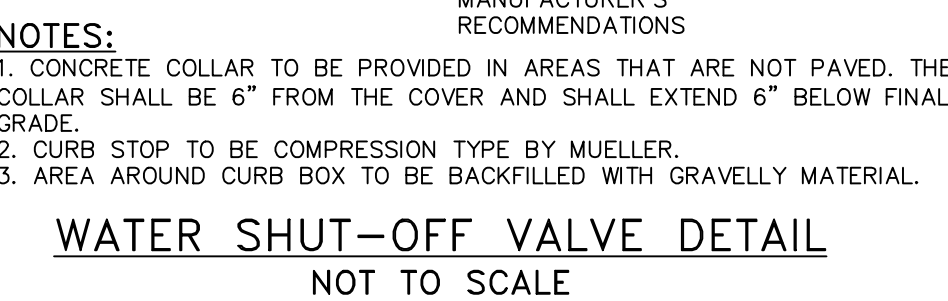 MANUFACTURER'S
RECOMMENDATIONS
NOTES:
1. CONCRETE COLLAR TO BE PROVIDED IN AREAS THAT ARE NOT PAVED. THE
COLLAR SHALL BE 6" FROM THE COVER AND SHALL EXTEND 6" BELOW FINAL
GRADE.
2. CURB STOP TO BE COMPRESSION TYPE BY MUELLER.
3. AREA AROUND CURB BOX TO BE BACKFILLED WITH GRAVELLY MATERIAL.
WATER SHUT-OFF VALVE DETAIL
NOT TO SCALE